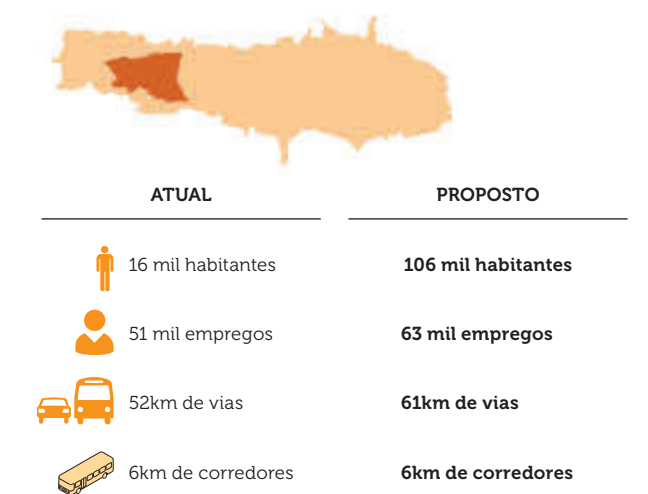 ATUAL PROPOSTO
16 mil habitantes 106 mil habitantes
51 mil empregos 63 mil empregos
52km de vias 61km de vias
6km de corredores 6km de corredores